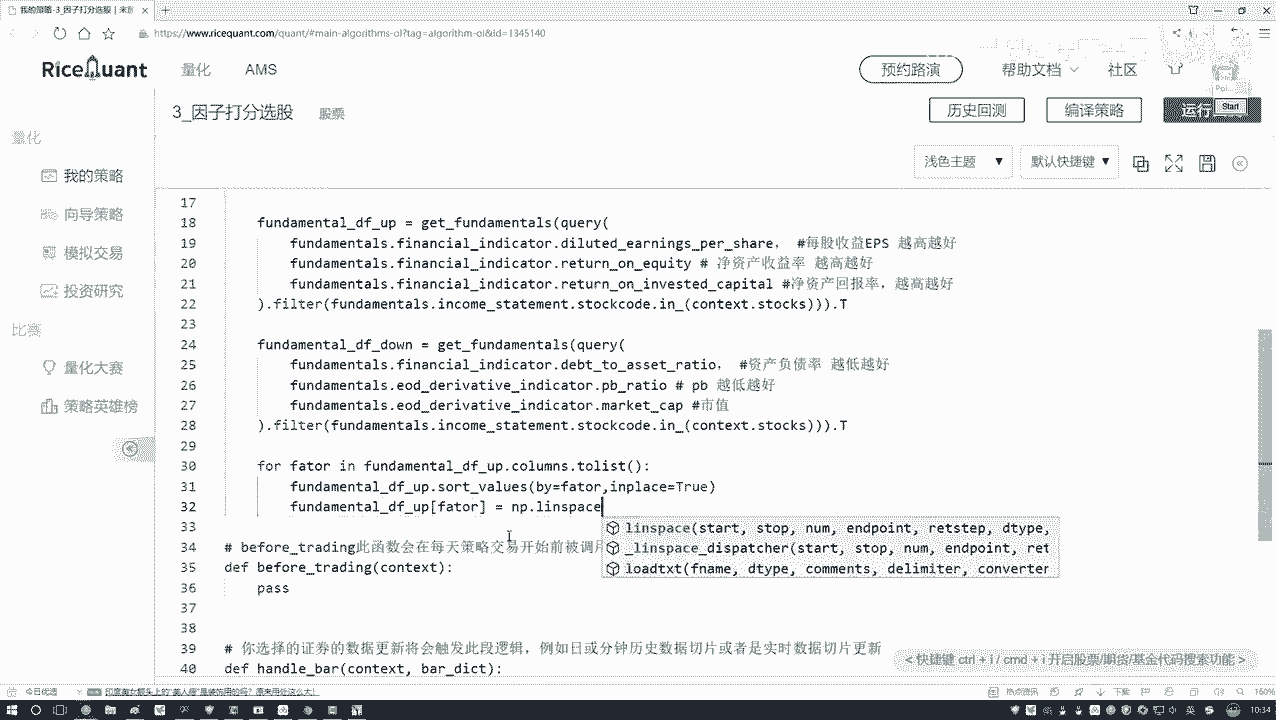 我的策略-3_因子打分选股 | 米筐
https://www.ricequant.com/quant/#main-algorithms-ol?tag=algorithm-ol&id=1345140
RiceQuant 量化 AMS 预约路演 帮助文档 社区
Start
3_因子打分选股 股票 历史回测 编译策略 运行
量化
浅色主题 ▼ 默认快捷键 ▼
我的策略
向导策略
模拟交易
投资研究
比赛
量化大赛
策略英雄榜
17
18 fundamental_df_up = get_fundamentals(query(
19 fundamentals.financial_indicator.diluted_earnings_per_share， #每股收益EPS 越高越好
20 fundamentals.financial_indicator.return_on_equity # 净资产收益率 越高越好
21 fundamentals.financial_indicator.return_on_invested_capital #净资产回报率，越高越好
22 ).filter(fundamentals.income_statement.stockcode.in_(context.stocks))).T
23
24 fundamental_df_down = get_fundamentals(query(
25 fundamentals.financial_indicator.debt_to_asset_ratio， #资产负债率 越低越好
26 fundamentals.eod_derivative_indicator.pb_ratio # pb 越低越好
27 fundamentals.eod_derivative_indicator.market_cap #市值
28 ).filter(fundamentals.income_statement.stockcode.in_(context.stocks))).T
29
30 for fator in fundamental_df_up.columns.tolist():
31 fundamental_df_up.sort_values(by=fator,inplace=True)
32 fundamental_df_up[fator] = np.linspace
linspace(start, stop, num, endpoint, retstep, dtype,
_linspace_dispatcher(start, stop, num, endpoint, ret
loadtxt(fname, dtype, comments, delimiter, converter
33
34 # before_trading此函数会在每天策略交易开始前被调用
35 def before_trading(context):
36 pass
37
38
39 # 你选择的证券的数据更新将会触发此段逻辑，例如日或分钟历史数据切片或者是实时数据切片更新
40 def handle_bar(context, bar_dict):
< 快捷键 ctrl + i / cmd + i 开启股票/期货/基金代码搜索功能 >
今日优选
热点资讯 下载 160%
英 10:34